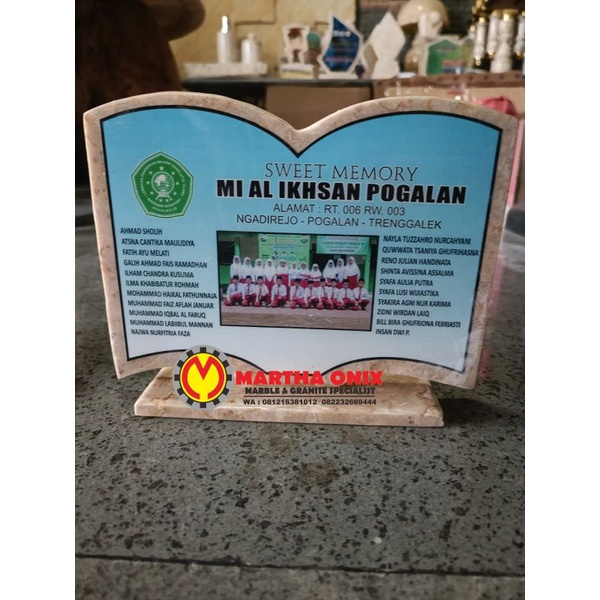 SWEET MEMORY
MI AL IKHSAN POGALAN
ALAMAT : RT. 006 RW. 003
NGADIREJO - POGALAN - TRENGGALEK
AHMAD SHOLIH
ATSNA CANTIKA MAULIDIYA
FATIH AYU MELATI
GALIH AHMAD FAIS RAMADHAN
ILHAM CHANDRA KUSUMA
ILMA KHABIBATUR ROHMAH
MOHAMMAD HAIKAL FATHUNNAJA
MUHAMMAD FAIZ AFLAH JANUAR
MUHAMMAD IQBAL AL FARUQ
MUHAMMAD LABIBUL MANNAN
NAJWA NURFITRIA FAZA
NAYLA TUZZAHRO NURCAHYANI
QUWWATA TSANIYA GHUFRIHASNA
RENO JULIAN HANDINATA
SHINTA AVISSINA ASSALMA
SYAFA AULIA PUTRA
SYAFA LUSI WIJIASTIKA
SYAKIRA AGNI NUR KARIMA
ZIDNI WIRDAN LAIQ
BILL BIRA GHUFRIONA FEBRIASTI
INSAN DWI P.
MARTHA ONIX
MARBLE & GRANITE SPECIALIST
WA : 081216381012 082232669444